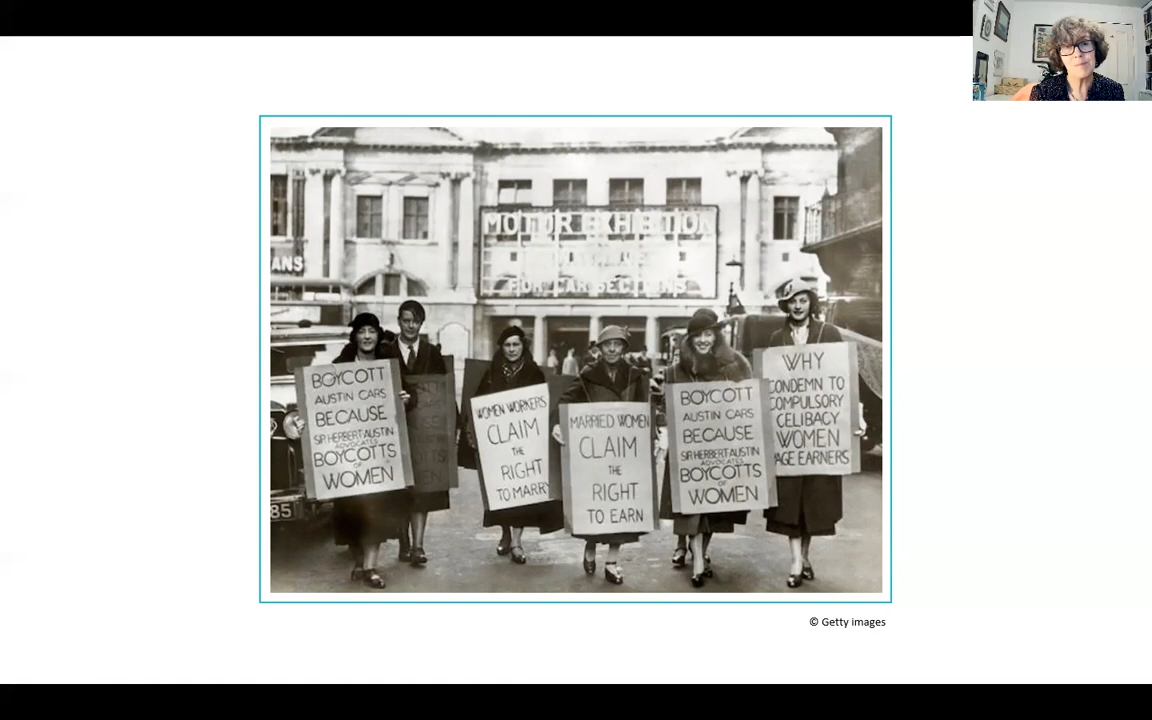 MOTOR EXHIBITION
FOR CAR SECTIONS
ANS
BOYCOTT
AUSTIN CARS
BECAUSE
SIR HERBERT AUSTIN
ADVOCATES
BOYCOTTS
OF
WOMEN
WOMEN WORKERS
CLAIM
THE
RIGHT
TO MARRY
MARRIED WOMEN
CLAIM
THE
RIGHT
TO EARN
BOYCOTT
AUSTIN CARS
BECAUSE
SIR HERBERT AUSTIN
ADVOCATES
BOYCOTTS
OF
WOMEN
WHY
CONDEMN TO
COMPULSORY
CELIBACY
WOMEN
AGE EARNERS
85
© Getty images